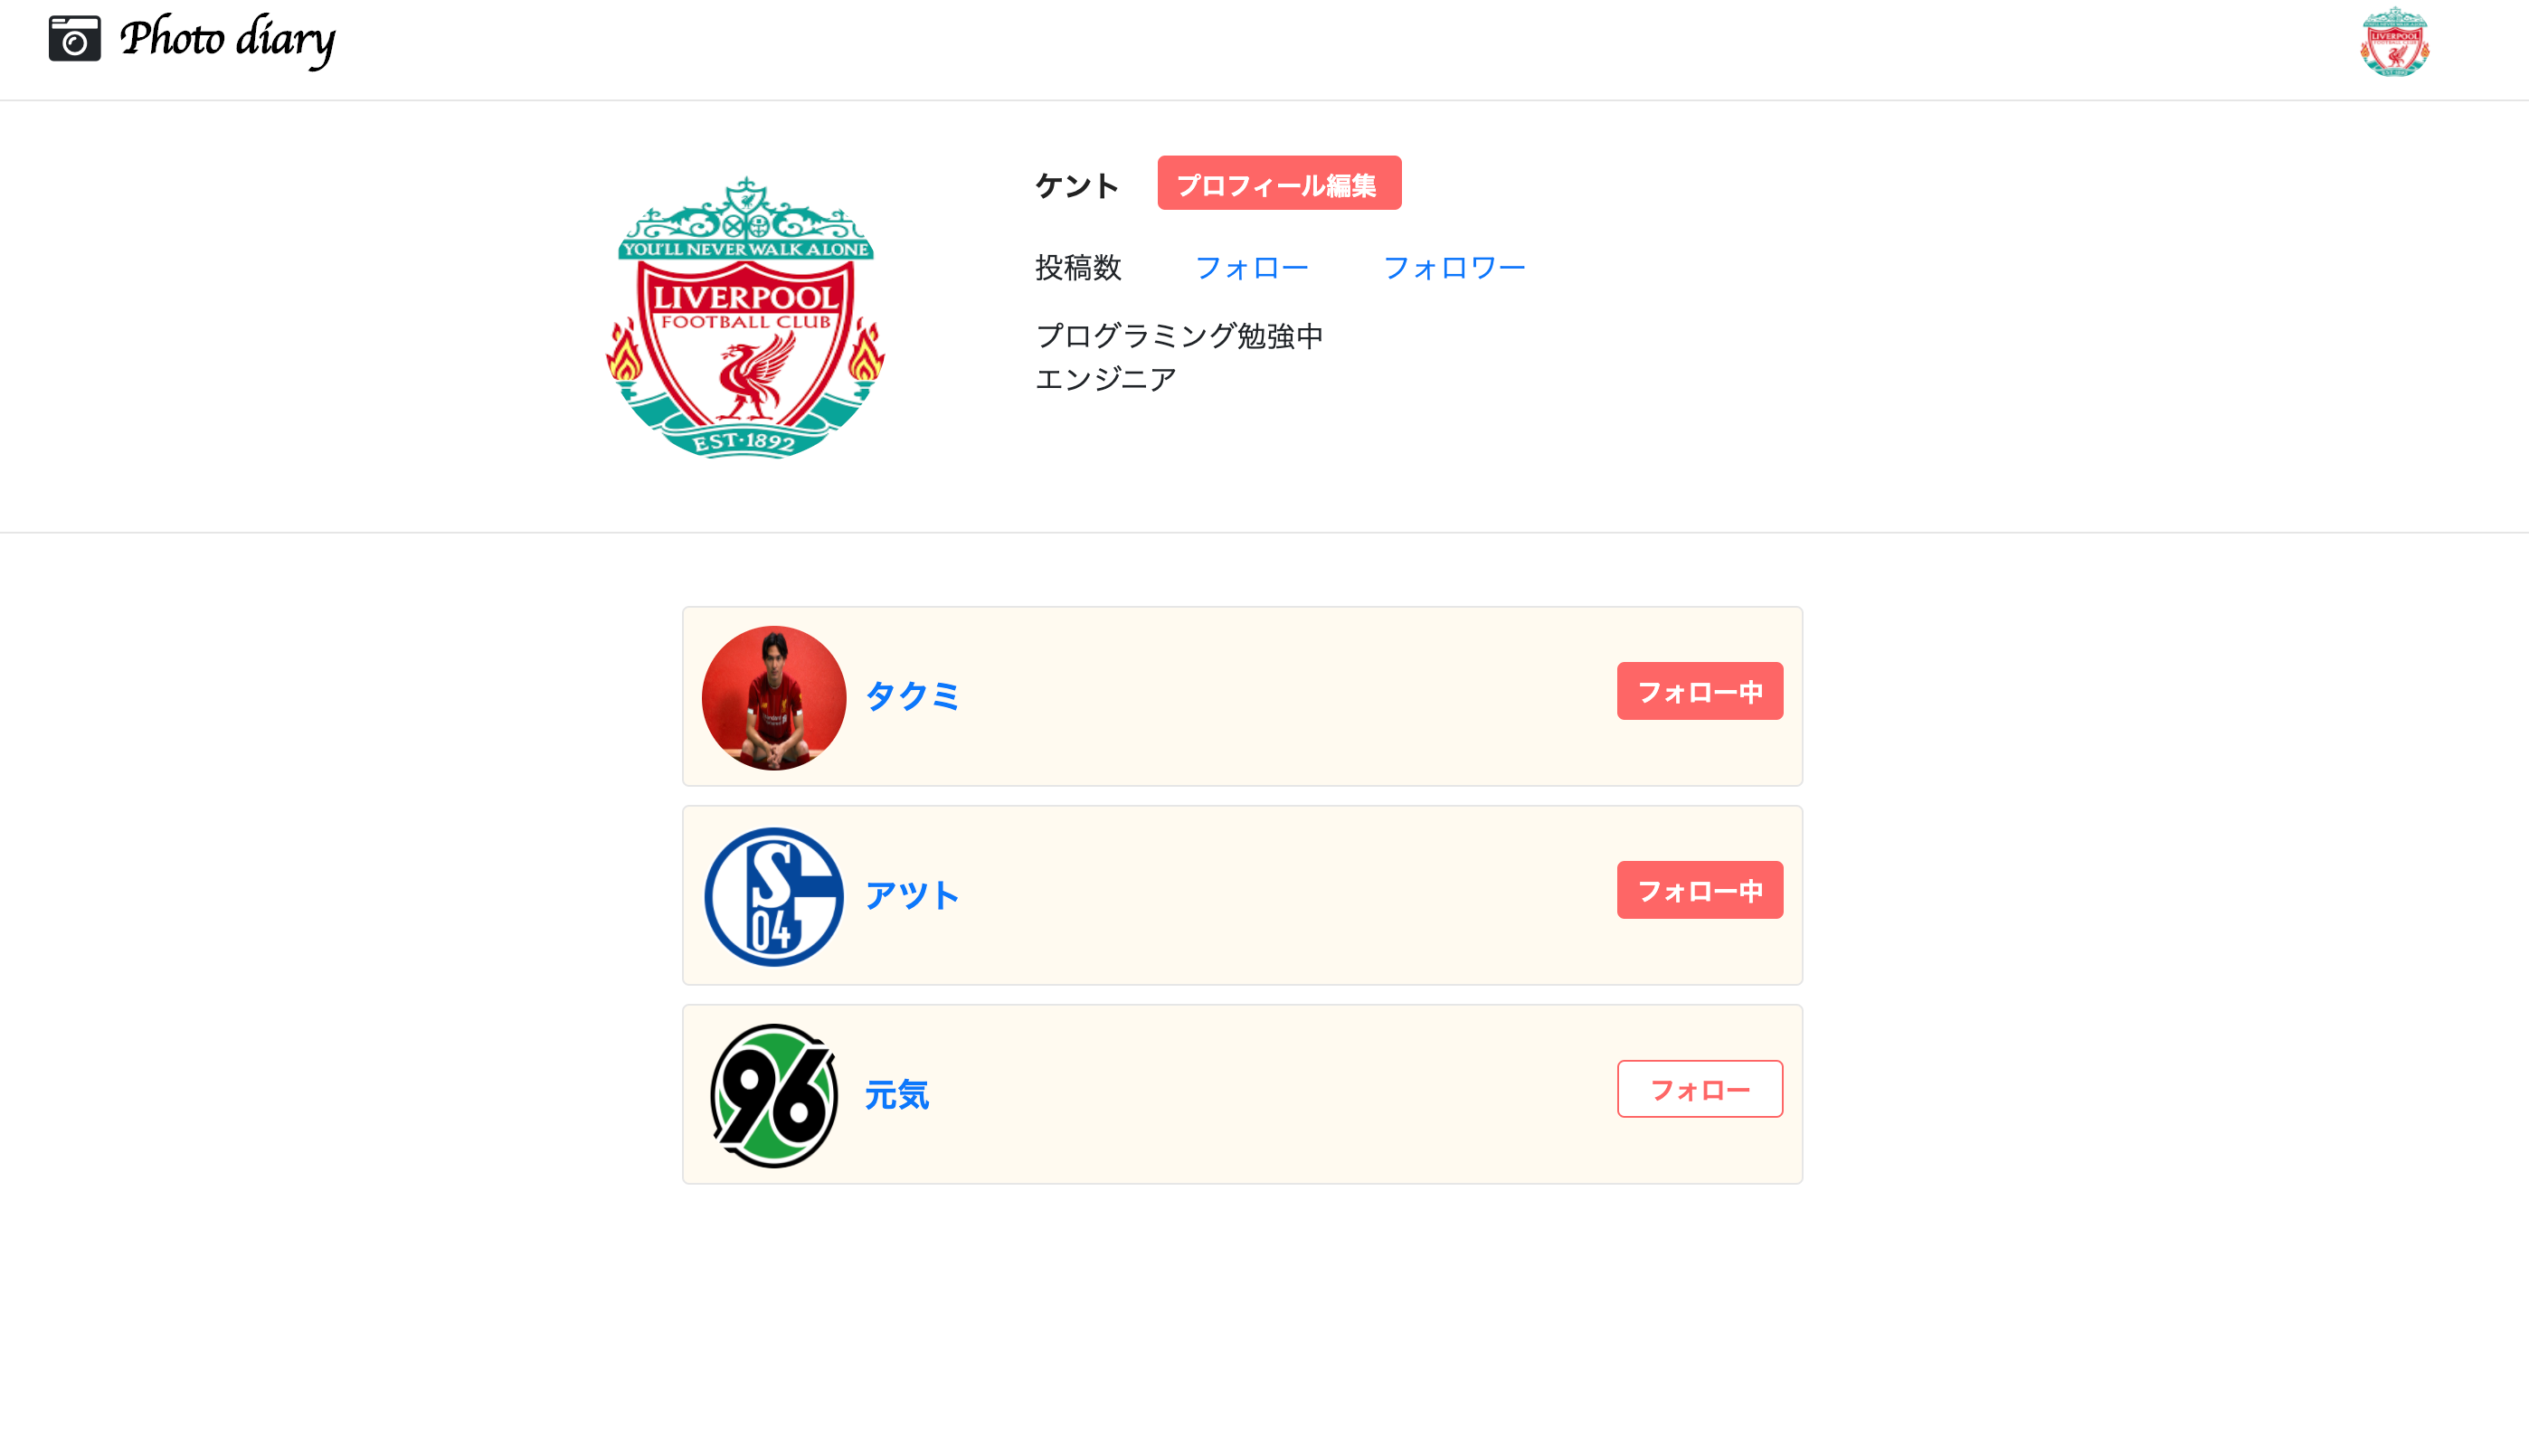 Photo diary
LIVERPOOL
ケント
プロフィール編集
YOU'LL NEVER WALK ALONE
LIVERPOOL
FOOTBALL CLUB
EST·1892
投稿数
フォロー
フォロワー
プログラミング勉強中
エンジニア
タクミ
フォロー中
S
04
アツト
フォロー中
96
元気
フォロー